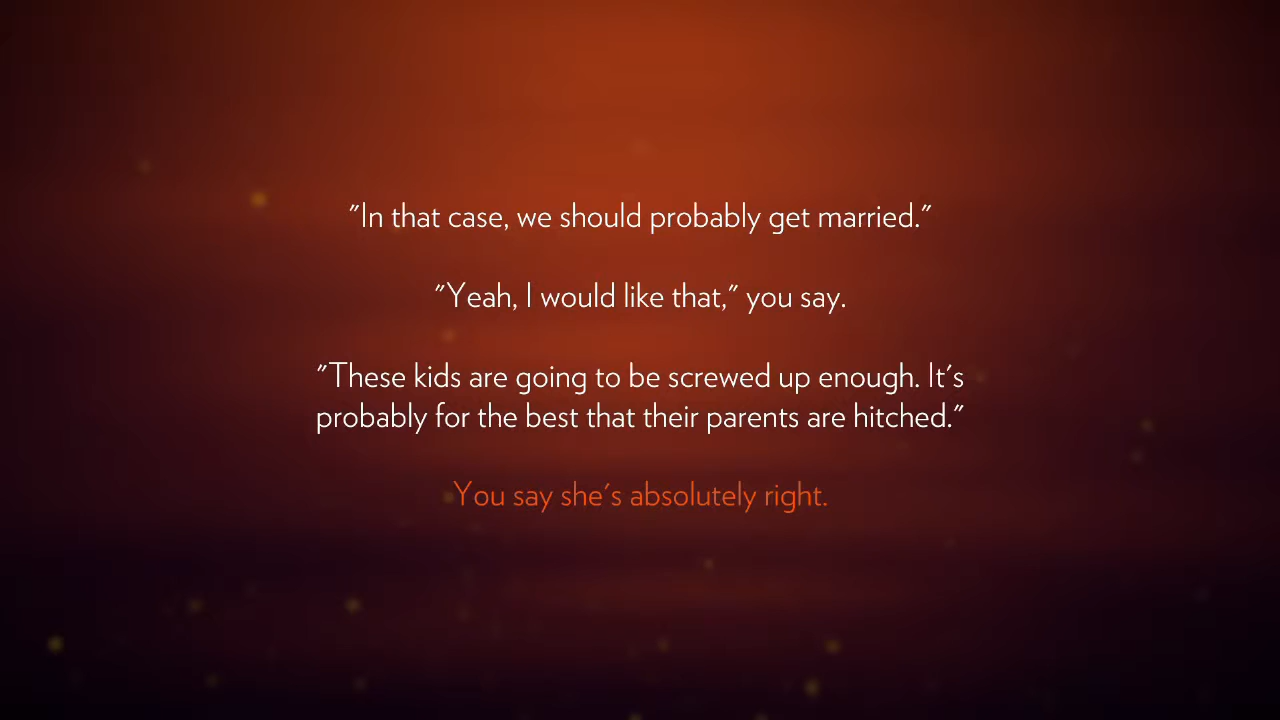 "In that case, we should probably get married."
"Yeah, I would like that," you say.
"These kids are going to be screwed up enough. It's
probably for the best that their parents are hitched."
You say she's absolutely right.